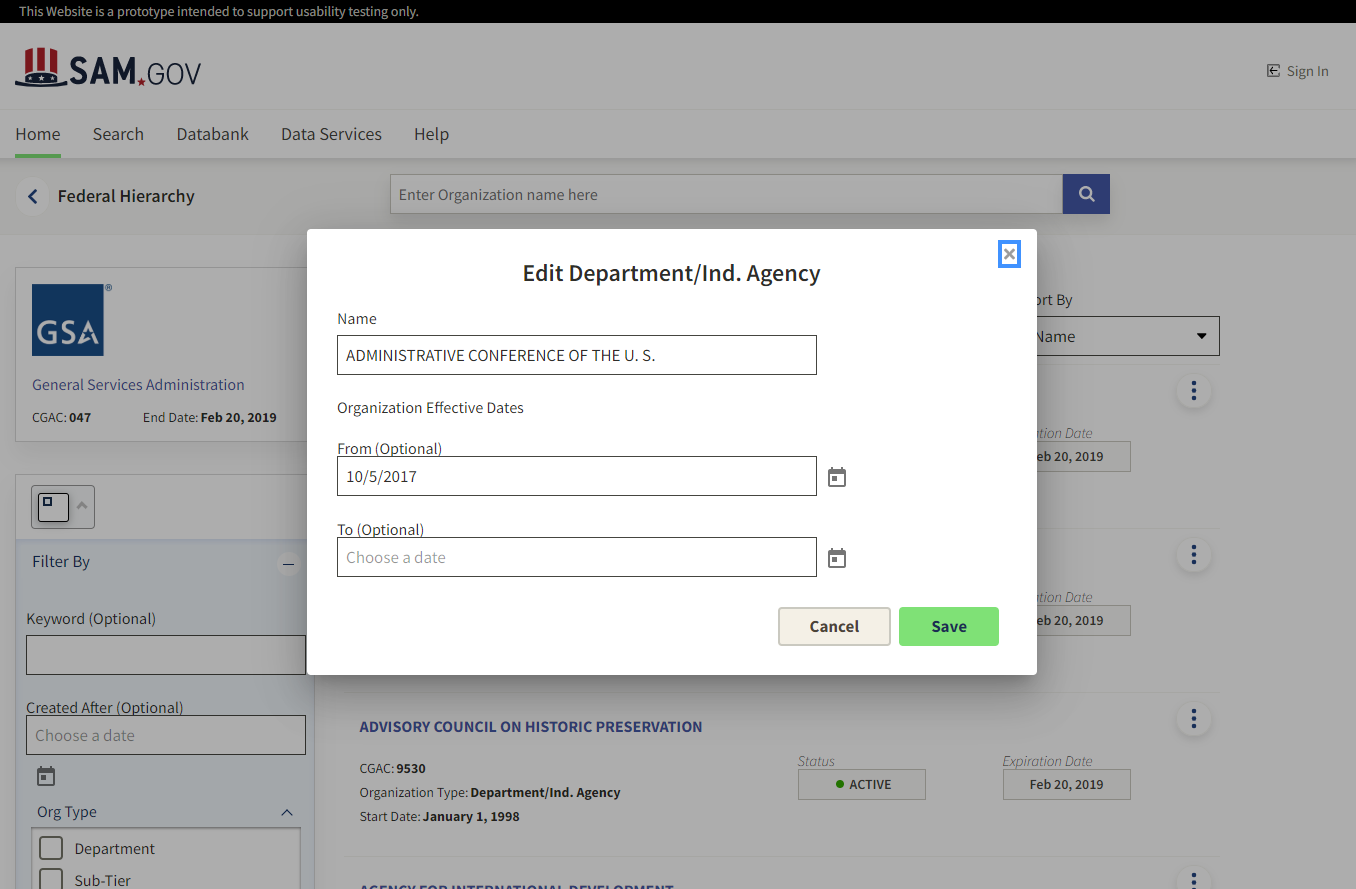 This Website is a prototype intended to support usability testing only.
SAM.GOV
Sign In
Home Search Databank Data Services Help
Federal Hierarchy
Enter Organization name here
GSA ®
General Services Administration
CGAC: 047 End Date: Feb 20, 2019
Filter By
Keyword (Optional)
Created After (Optional)
Choose a date
Org Type
Department
Sub-Tier
Edit Department/Ind. Agency
Name
ADMINISTRATIVE CONFERENCE OF THE U. S.
Organization Effective Dates
From (Optional)
10/5/2017
To (Optional)
Choose a date
Cancel Save
By
Name
Date
20, 2019
Date
20, 2019
ADVISORY COUNCIL ON HISTORIC PRESERVATION
CGAC: 9530
Organization Type: Department/Ind. Agency
Start Date: January 1, 1998
Status
ACTIVE
Expiration Date
Feb 20, 2019
AGENCY FOR INTERNATIONAL DEVELOPMENT